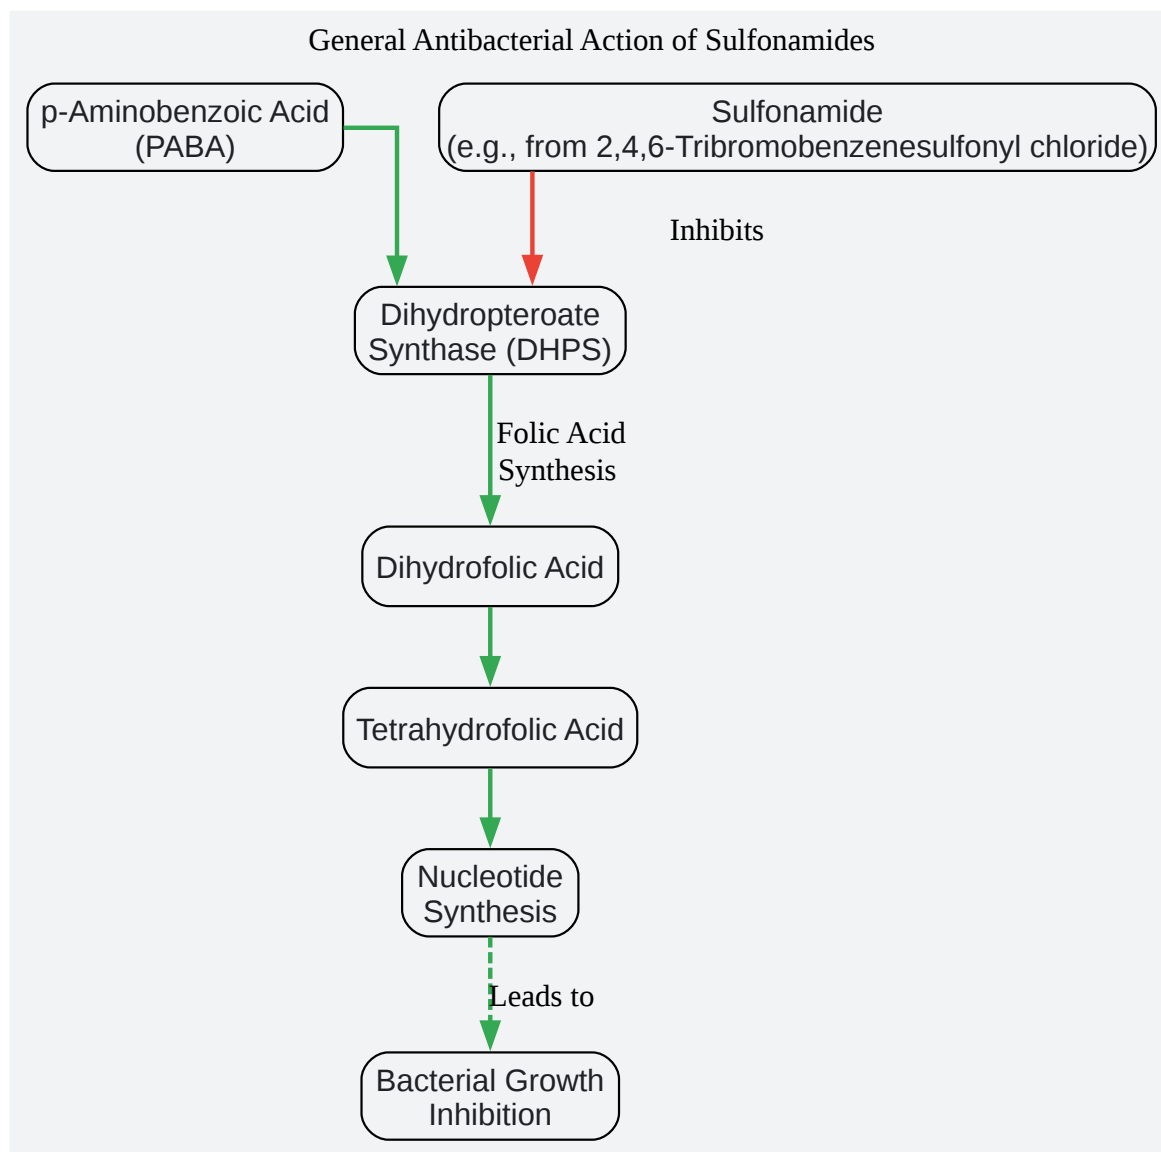 General Antibacterial Action of Sulfonamides
p-Aminobenzoic Acid
(PABA)
Sulfonamide
(e.g., from 2,4,6-Tribromobenzenesulfonyl chloride)
Inhibits
Dihydropteroate
Synthase (DHPS)
Folic Acid
Synthesis
Dihydrofolic Acid
Tetrahydrofolic Acid
Nucleotide
Synthesis
Leads to
Bacterial Growth
Inhibition